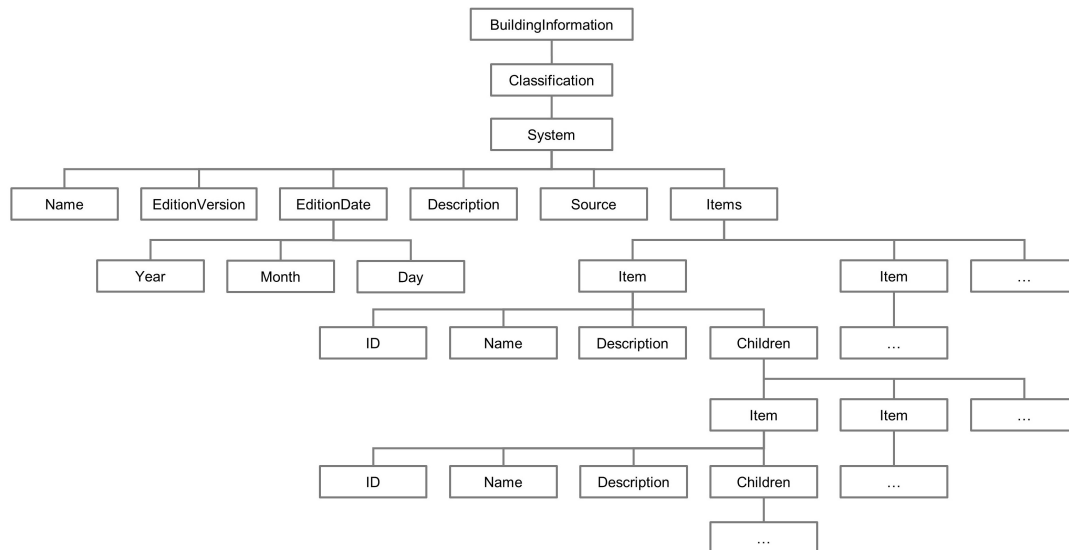 BuildingInformation
Classification
System
Name EditionVersion EditionDate Description Source Items
Year Month Day Item Item …
ID Name Description Children …
Item Item …
ID Name Description Children …
…